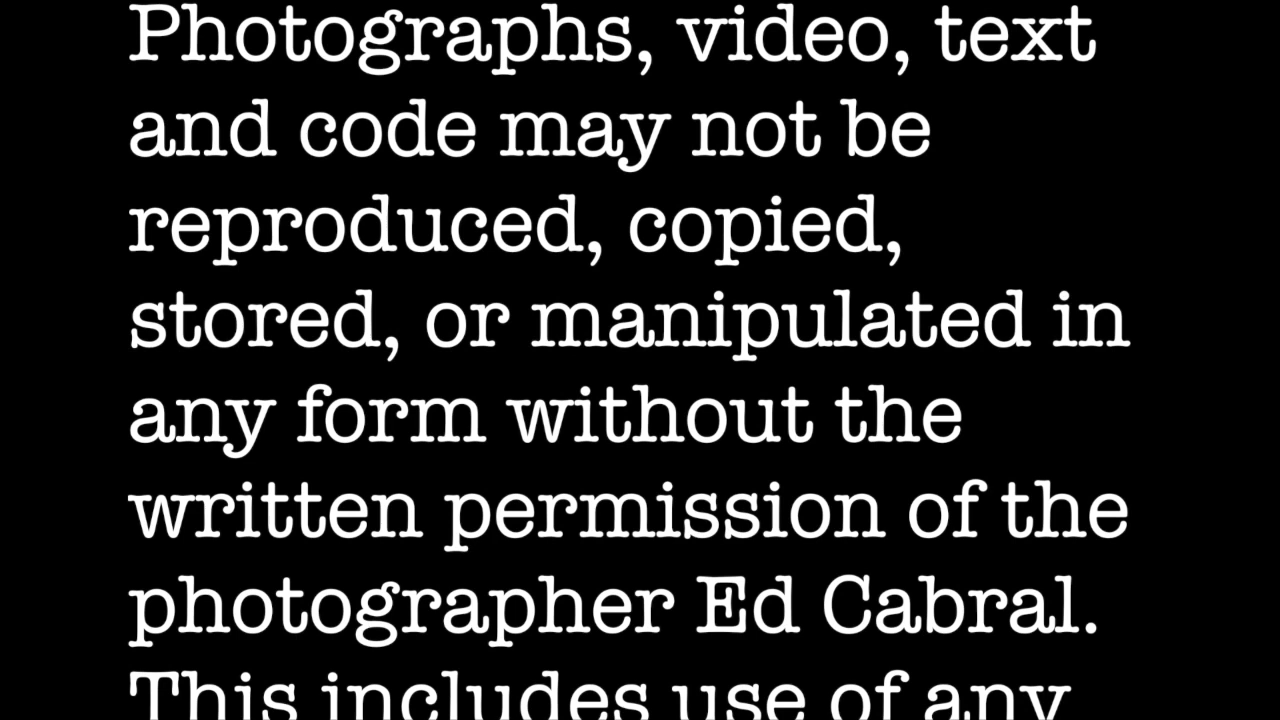 Photographs, video, text
and code may not be
reproduced, copied,
stored, or manipulated in
any form without the
written permission of the
photographer Ed Cabral.
This includes use of any